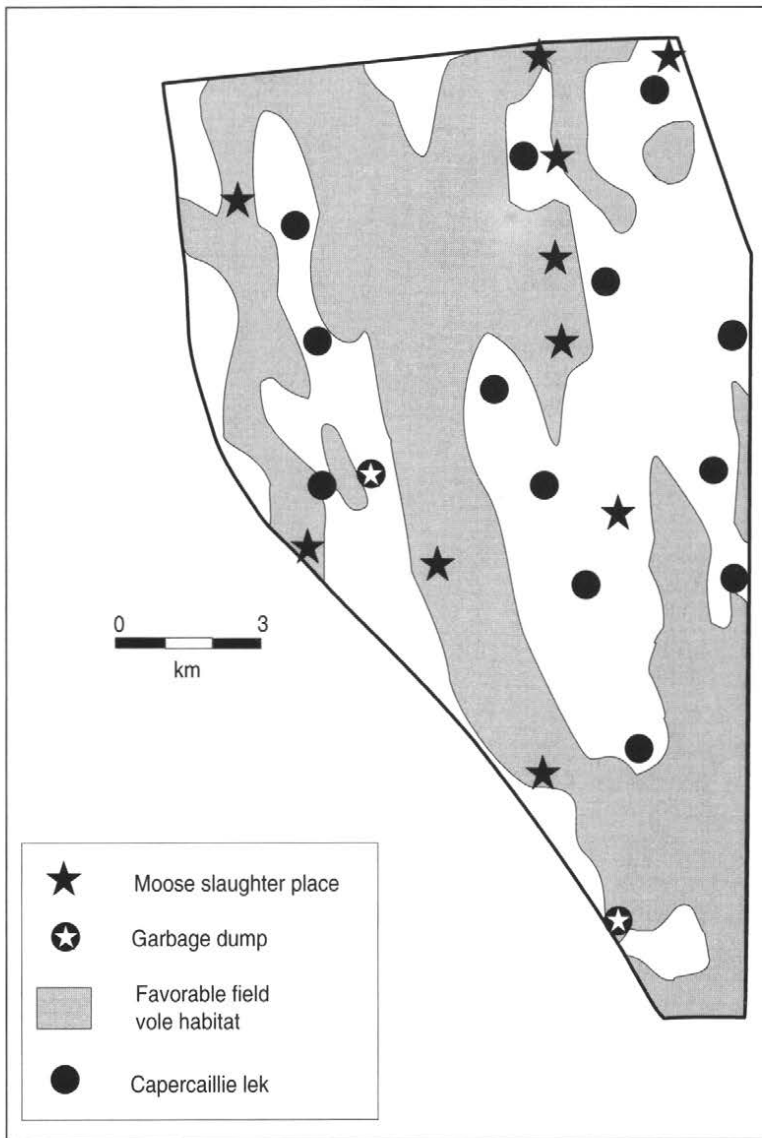 0 3
km
Moose slaughter place
Garbage dump
Favorable field
vole habitat
Capercaillie lek